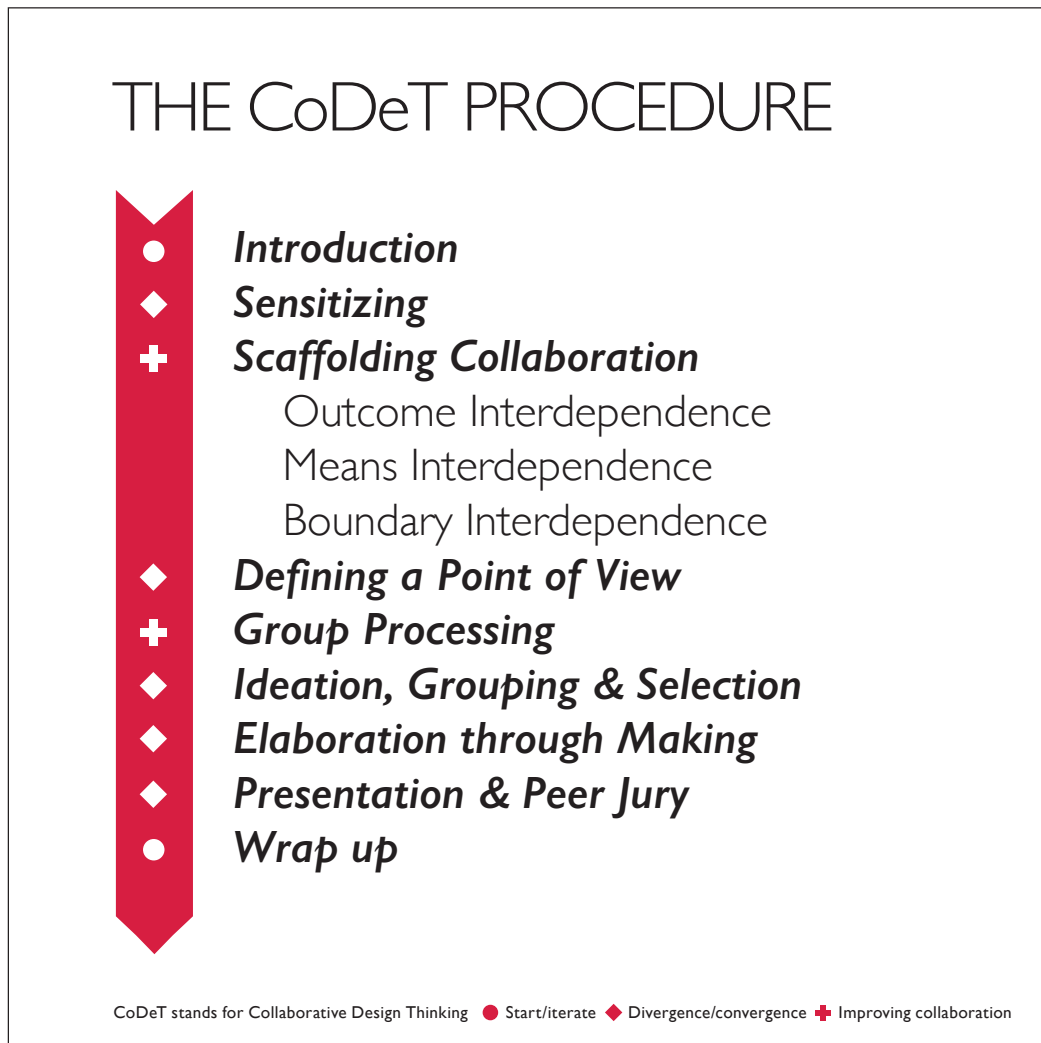 THE CoDeT PROCEDURE
Introduction
Sensitizing
Scaffolding Collaboration
Outcome Interdependence
Means Interdependence
Boundary Interdependence
Defining a Point of View
Group Processing
Ideation, Grouping & Selection
Elaboration through Making
Presentation & Peer Jury
Wrap up
CoDeT stands for Collaborative Design Thinking Start/iterate Divergence/convergence Improving collaboration